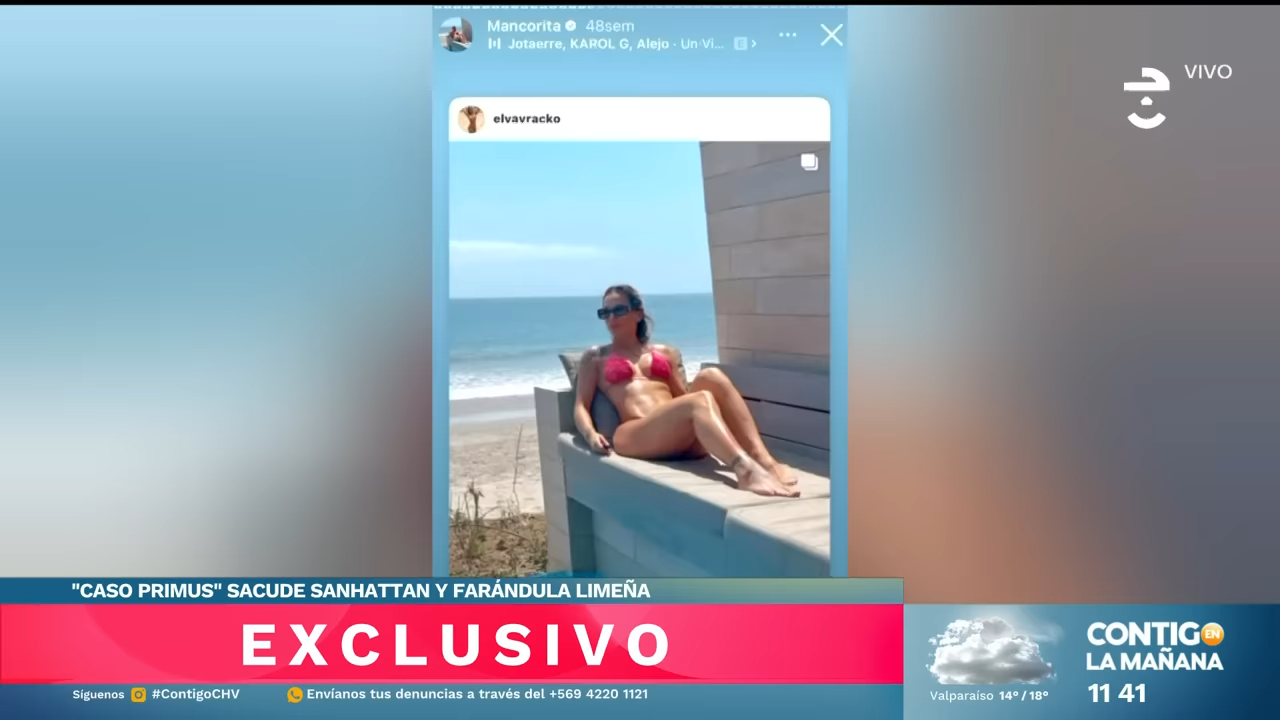 Mancorita 48sem
Jotaerre, KAROL G, Alejo · Un Vi... E >
elvavracko
VIVO
"CASO PRIMUS" SACUDE SANHATTAN Y FARÁNDULA LIMEÑA
EXCLUSIVO
Síguenos #ContigoCHV Envíanos tus denuncias a través del +569 4220 1121
Valparaíso 14° / 18°
CONTIGO EN
LA MAÑANA
11 41